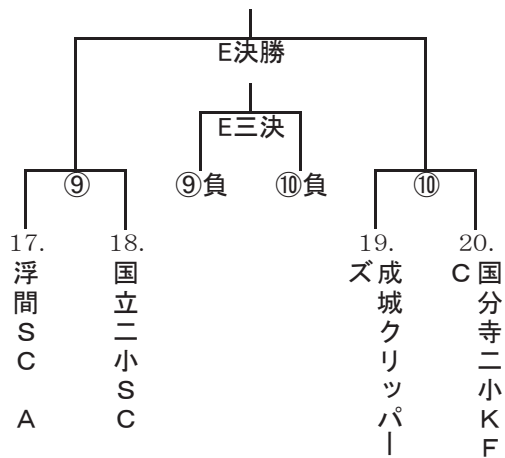 E決勝
E三決
⑨
⑨負
⑩負
⑩
17.
浮間SC A
18.
国立二小SC
19.
成城クリッパーズ
20.
国分寺二小KFC